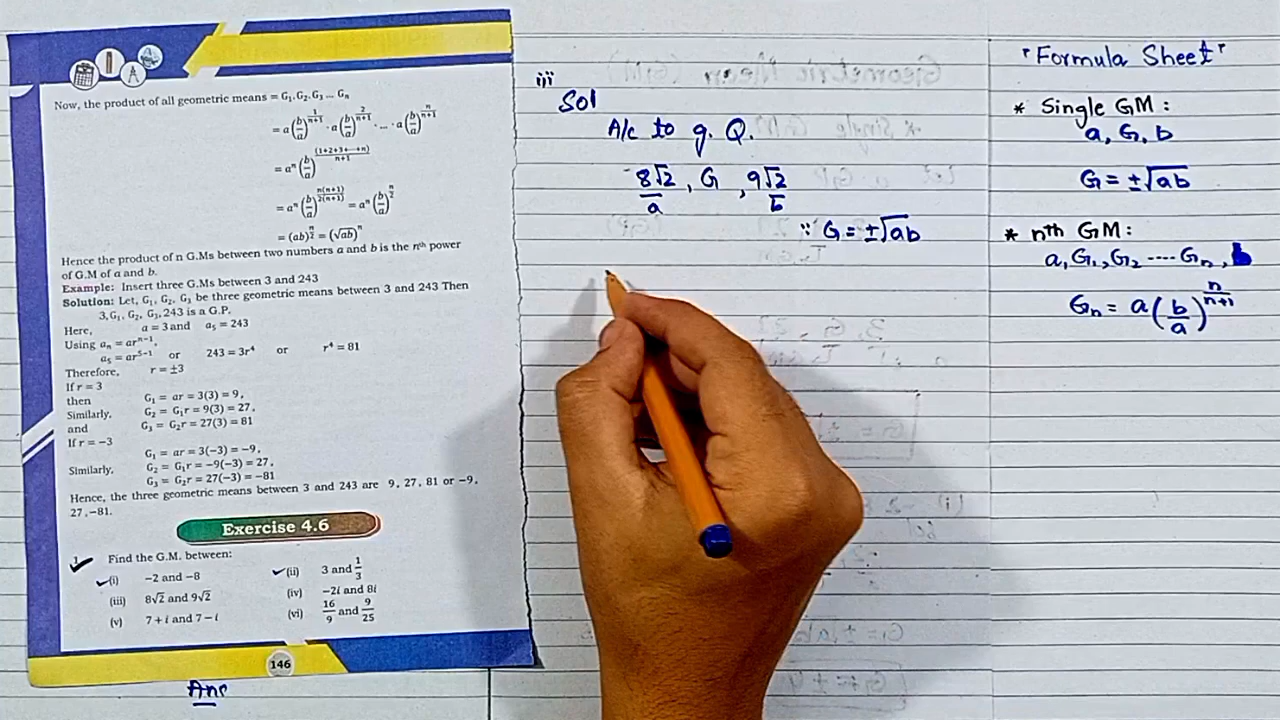 Now, the product of all geometric means = G₁.G₂.G₃ ... Gₙ
= a(b/a)^(1/(n+1)) · a(b/a)^(2/(n+1)) · ... · a(b/a)^(n/(n+1))
= aⁿ(b/a)^((1+2+3+⋯+n)/(n+1))
= aⁿ(b/a)^(n(n+1)/2(n+1)) = aⁿ(b/a)^(n/2)
= (ab)^(n/2) = (√ab)ⁿ
Hence the product of n G.Ms between two numbers a and b is the nᵗʰ power
of G.M of a and b.
Example: Insert three G.Ms between 3 and 243
Solution: Let, G₁, G₂, G₃ be three geometric means between 3 and 243 Then
3, G₁, G₂, G₃, 243 is a G.P.
Here, a = 3 and a₅ = 243
Using aₙ = arⁿ⁻¹,
a₅ = ar⁵⁻¹ or 243 = 3r⁴ or r⁴ = 81
Therefore, r = ±3
If r = 3
then G₁ = ar = 3(3) = 9,
Similarly, G₂ = G₁r = 9(3) = 27,
and G₃ = G₂r = 27(3) = 81
If r = −3
G₁ = ar = 3(−3) = −9,
Similarly, G₂ = G₁r = −9(−3) = 27,
G₃ = G₂r = 27(−3) = −81
Hence, the three geometric means between 3 and 243 are 9, 27, 81 or −9,
27, −81.
Exercise 4.6
1 Find the G.M. between:
(i) −2 and −8 (ii) 3 and 1/3
(iii) 8√2 and 9√2 (iv) −2i and 8i
(v) 7 + i and 7 − i (vi) 16/9 and 9/25
146
Ans
iii
Sol
A/c to g. Q.
8√2, G, 9√2
a b
∵ G = ±√ab
"Formula Sheet"
* Single GM:
a, G, b
G = ±√ab
* nth GM:
a, G₁, G₂ ---- Gₙ, b
Gₙ = a(b/a)^(n/(n+1))